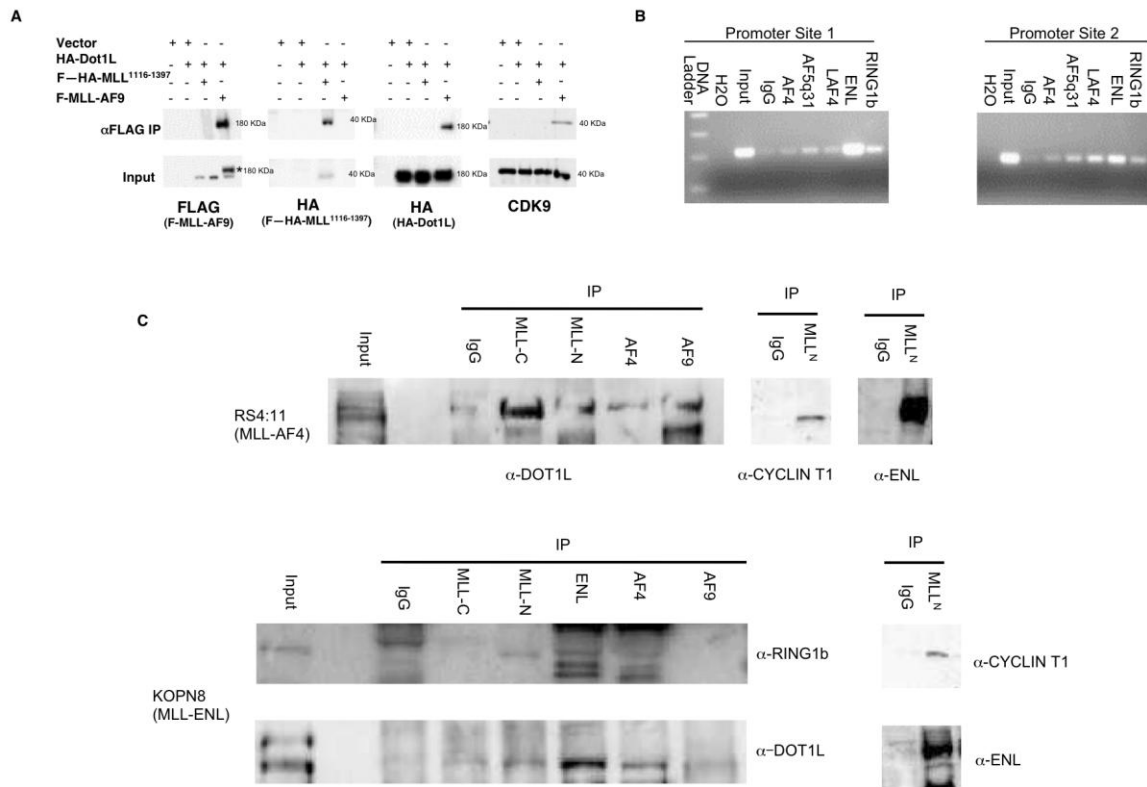 A
Vector + + - - + + - - + + - - + + - -
HA-Dot1L - + + + - + + + - + + + - + + +
F—HA-MLL1116-1397 - - + - - - + - - - + - - - + -
F-MLL-AF9 - - - + - - - + - - - + - - - +
αFLAG IP 180 KDa 40 KDa 180 KDa 40 KDa
Input *180 KDa 40 KDa 180 KDa 40 KDa
FLAG HA HA CDK9
(F-MLL-AF9) (F—HA-MLL1116-1397) (HA-Dot1L)
B
Promoter Site 1 Promoter Site 2
DNA Ladder H2O Input IgG AF4 AF5q31 LAF4 ENL RING1b
H2O Input IgG AF4 AF5q31 LAF4 ENL RING1b
C
IP IP IP
Input IgG MLL-C MLL-N AF4 AF9 IgG MLLN IgG MLLN
RS4:11
(MLL-AF4)
α-DOT1L α-CYCLIN T1 α-ENL
IP IP
Input IgG MLL-C MLL-N ENL AF4 AF9 IgG MLLN
α-RING1b α-CYCLIN T1
KOPN8
(MLL-ENL)
α-DOT1L α-ENL